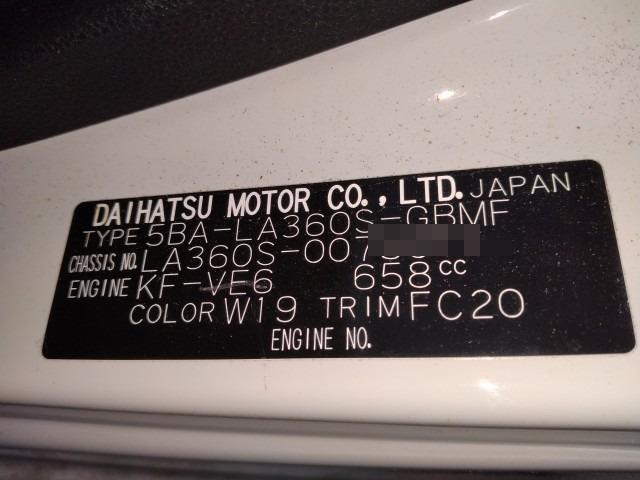 DAIHATSU MOTOR CO., LTD. JAPAN
TYPE 5BA-LA360S-GBMF
CHASSIS NO. LA360S-00
ENGINE KF-VE6 658cc
COLOR W19 TRIM FC20
ENGINE NO.